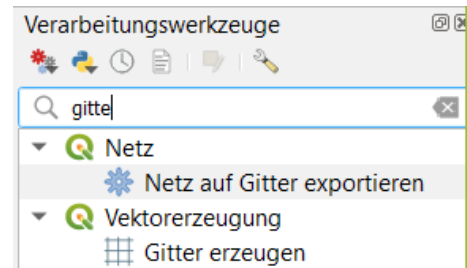 Verarbeitungswerkzeuge
gitte
Netz
Netz auf Gitter exportieren
Vektorerzeugung
Gitter erzeugen